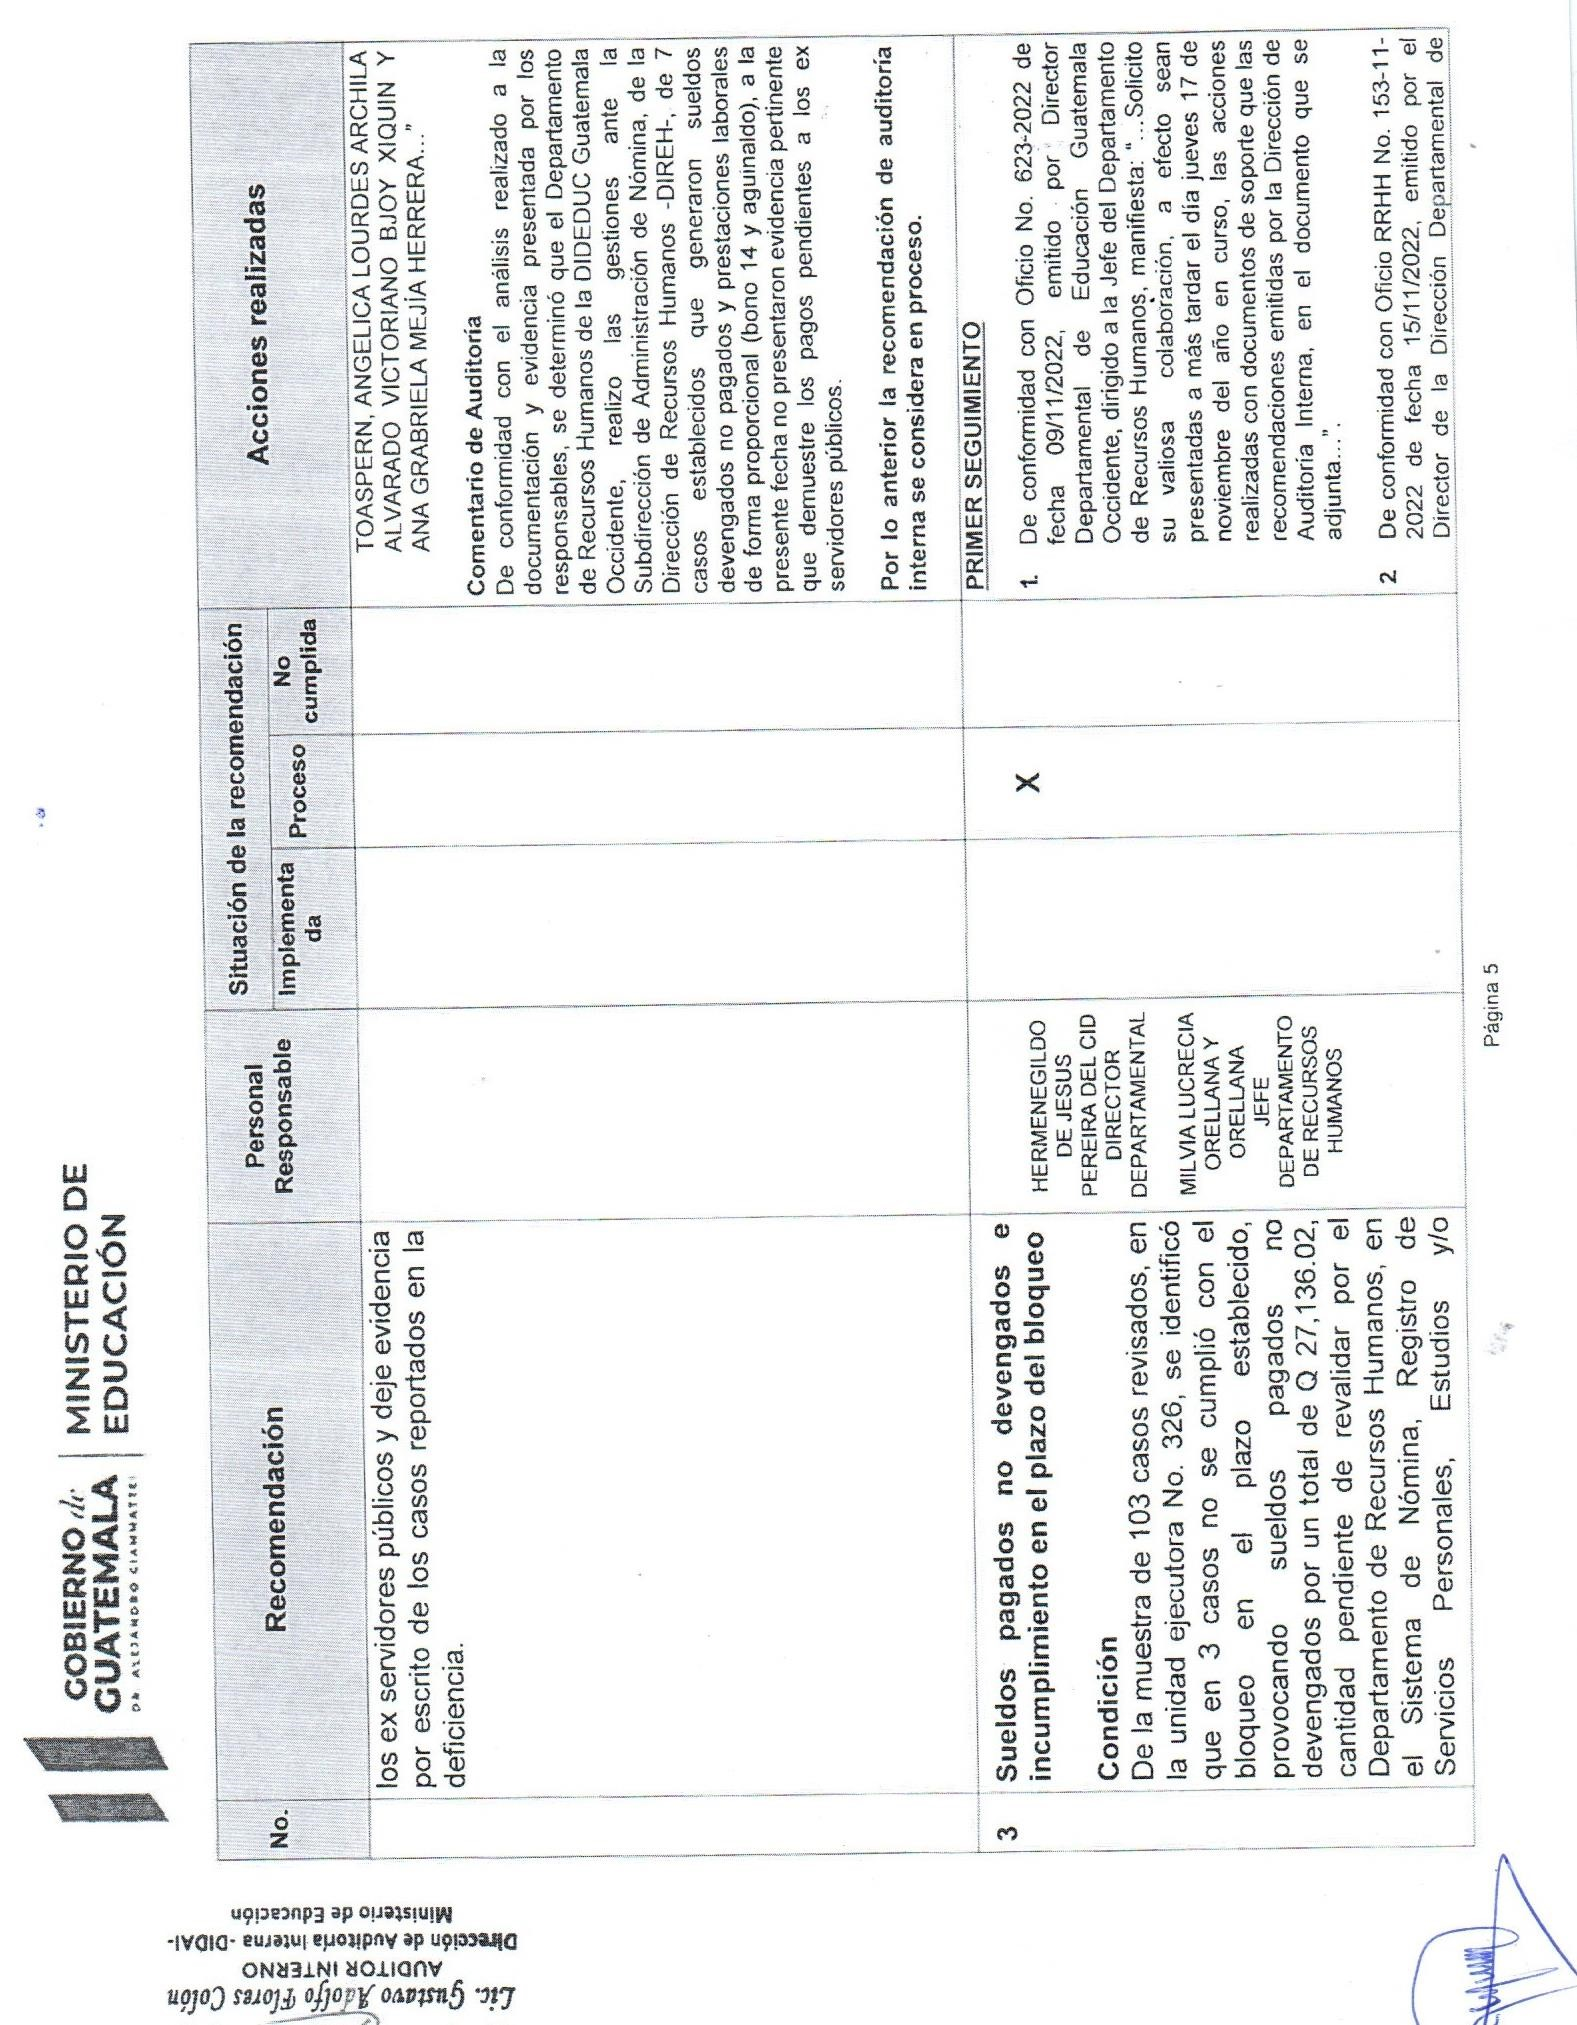 GOBIERNO de
GUATEMALA
DR. ALEJANDRO GIAMMATTEI
MINISTERIO DE
EDUCACIÓN
No.
Recomendación
Personal
Responsable
Situación de la recomendación
Implementa
da
Proceso
No
cumplida
Acciones realizadas
los ex servidores públicos y deje evidencia
por escrito de los casos reportados en la
deficiencia.
TOASPERN, ANGELICA LOURDES ARCHILA
ALVARADO VICTORIANO BJOY XIQUIN Y
ANA GRABRIELA MEJÍA HERRERA..."
Comentario de Auditoría
De conformidad con el análisis realizado a la
documentación y evidencia presentada por los
responsables, se determinó que el Departamento
de Recursos Humanos de la DIDEDUC Guatemala
Occidente, realizo las gestiones ante la
Subdirección de Administración de Nómina, de la
Dirección de Recursos Humanos -DIREH-, de 7
casos establecidos que generaron sueldos
devengados no pagados y prestaciones laborales
de forma proporcional (bono 14 y aguinaldo), a la
presente fecha no presentaron evidencia pertinente
que demuestre los pagos pendientes a los ex
servidores públicos.
Por lo anterior la recomendación de auditoría
interna se considera en proceso.
3
Sueldos pagados no devengados e
incumplimiento en el plazo del bloqueo
Condición
De la muestra de 103 casos revisados, en
la unidad ejecutora No. 326, se identificó
que en 3 casos no se cumplió con el
bloqueo en el plazo establecido,
provocando sueldos pagados no
devengados por un total de Q 27,136.02,
cantidad pendiente de revalidar por el
Departamento de Recursos Humanos, en
el Sistema de Nómina, Registro de
Servicios Personales, Estudios y/o
HERMENEGILDO
DE JESUS
PEREIRA DEL CID
DIRECTOR
DEPARTAMENTAL
MILVIA LUCRECIA
ORELLANA Y
ORELLANA
JEFE
DEPARTAMENTO
DE RECURSOS
HUMANOS
X
PRIMER SEGUIMIENTO
1. De conformidad con Oficio No. 623-2022 de
fecha 09/11/2022, emitido por Director
Departamental de Educación Guatemala
Occidente, dirigido a la Jefe del Departamento
de Recursos Humanos, manifiesta: "...Solicito
su valiosa colaboración, a efecto sean
presentadas a más tardar el día jueves 17 de
noviembre del año en curso, las acciones
realizadas con documentos de soporte que las
recomendaciones emitidas por la Dirección de
Auditoría Interna, en el documento que se
adjunta...".
2 De conformidad con Oficio RRHH No. 153-11-
2022 de fecha 15/11/2022, emitido por el
Director de la Dirección Departamental de
Página 5
Lic. Gustavo Adolfo Flores Colón
AUDITOR INTERNO
Dirección de Auditoría Interna -DIDAI-
Ministerio de Educación